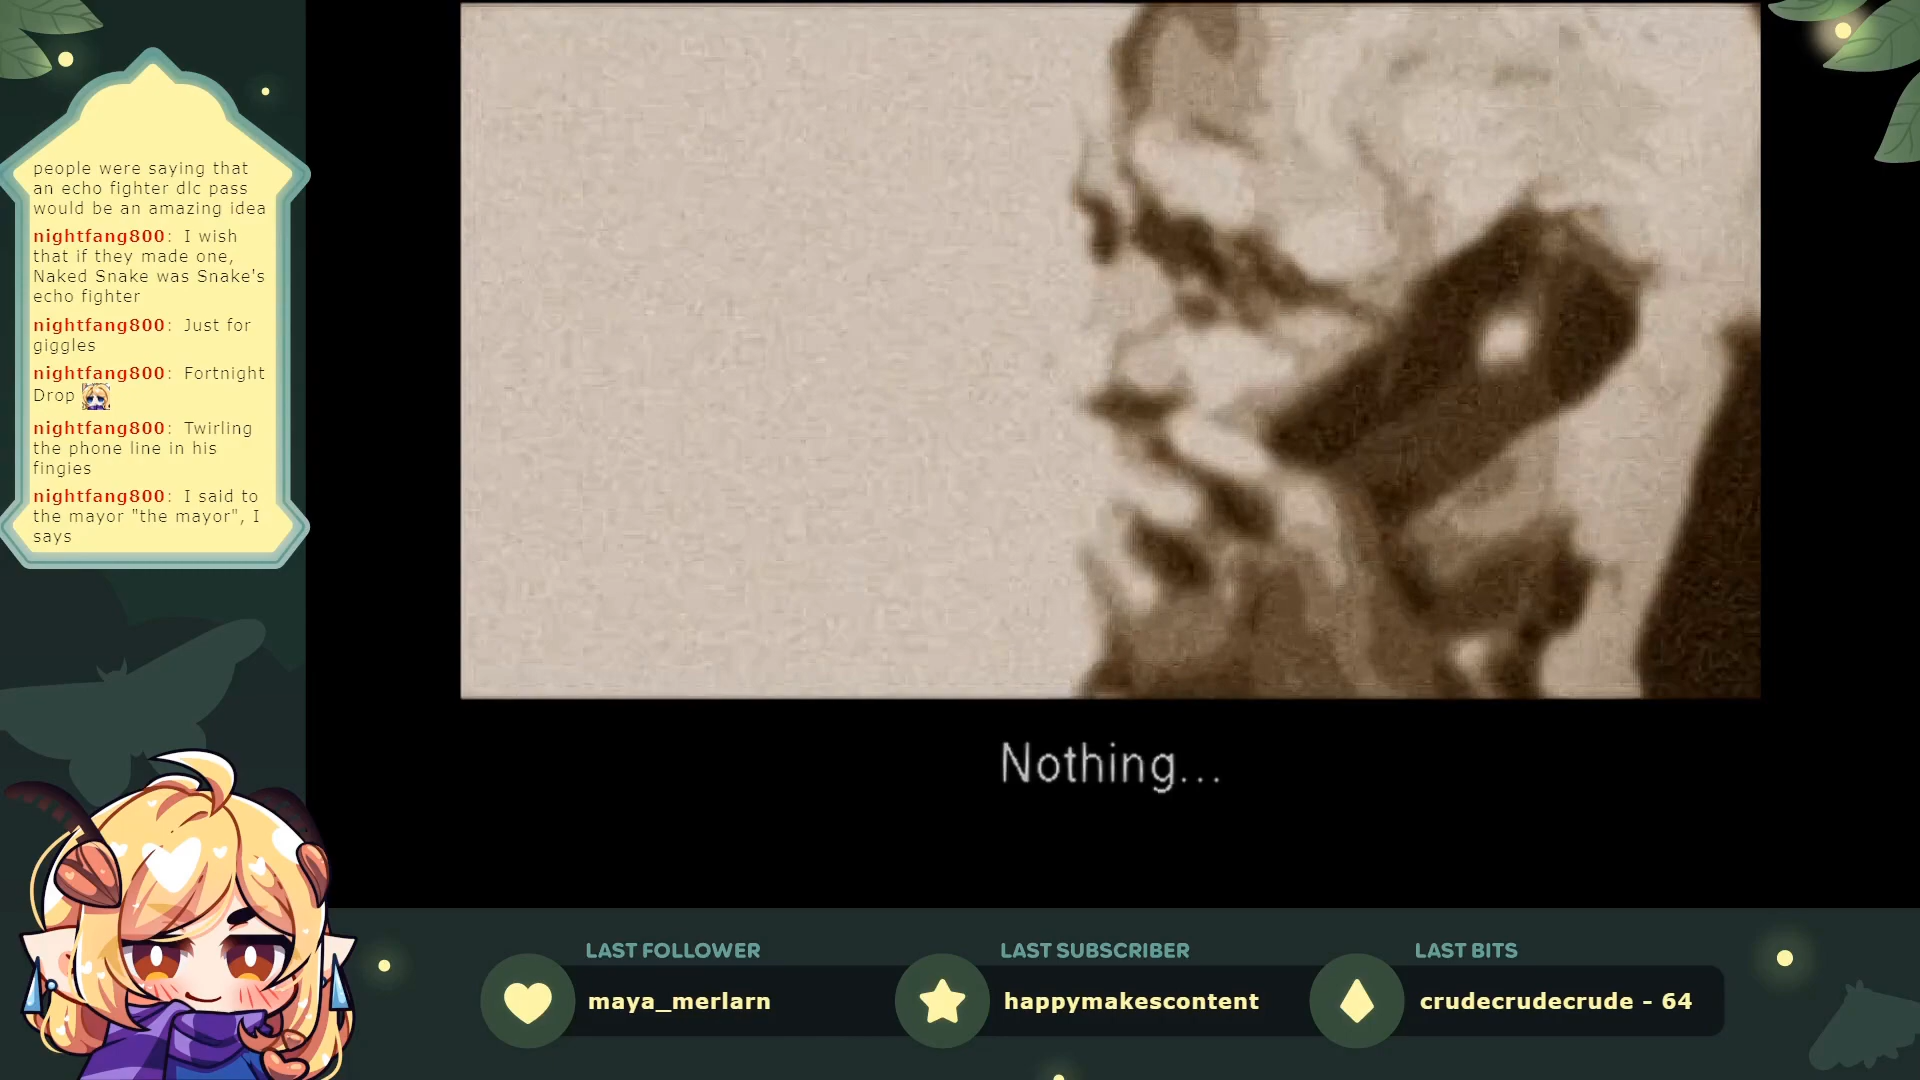 people were saying that
an echo fighter dlc pass
would be an amazing idea
nightfang800: I wish
that if they made one,
Naked Snake was Snake's
echo fighter
nightfang800: Just for
giggles
nightfang800: Fortnight
Drop
nightfang800: Twirling
the phone line in his
fingies
nightfang800: I said to
the mayor "the mayor", I
says
Nothing...
LAST FOLLOWER
maya_merlarn
LAST SUBSCRIBER
happymakescontent
LAST BITS
crudecrudecrude - 64